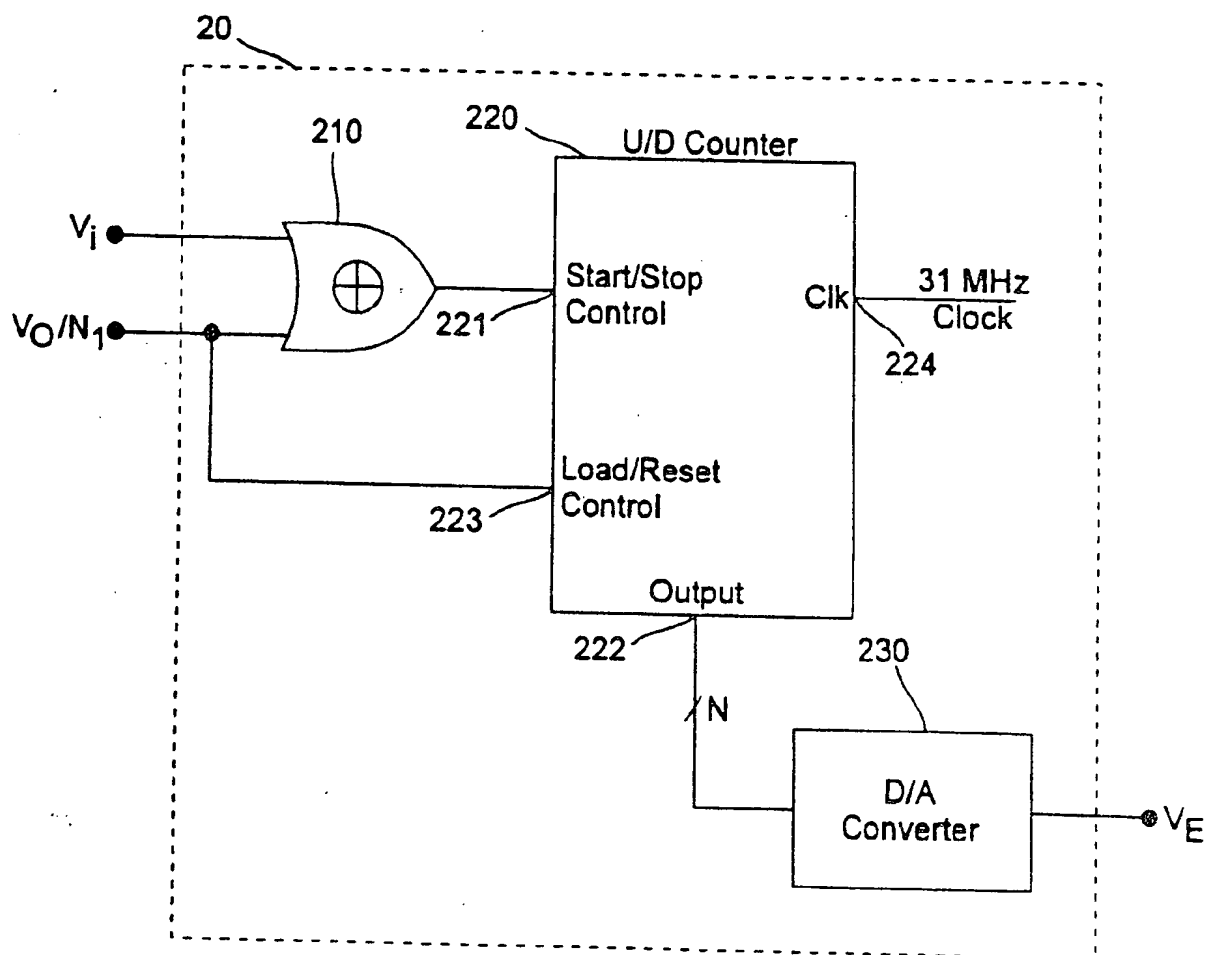 20
210
220
U/D Counter
Vi
Start/Stop
Control
221
Clk
31 MHz
Clock
224
VO/N1
Load/Reset
Control
223
Output
222
230
N
D/A
Converter
VE